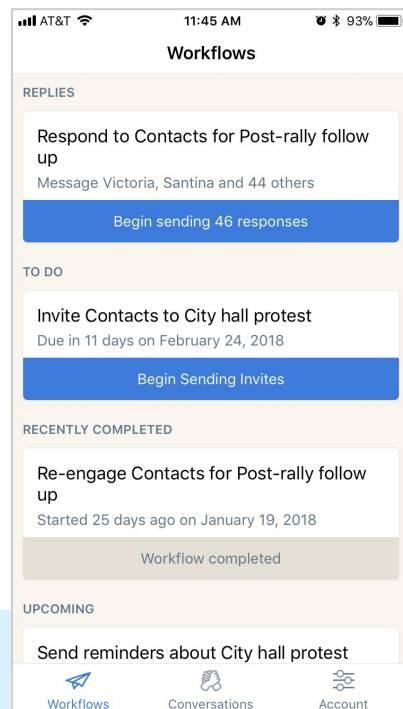 AT&T 11:45 AM 93%
Workflows
REPLIES
Respond to Contacts for Post-rally follow
up
Message Victoria, Santina and 44 others
Begin sending 46 responses
TO DO
Invite Contacts to City hall protest
Due in 11 days on February 24, 2018
Begin Sending Invites
RECENTLY COMPLETED
Re-engage Contacts for Post-rally follow
up
Started 25 days ago on January 19, 2018
Workflow completed
UPCOMING
Send reminders about City hall protest
Workflows Conversations Account